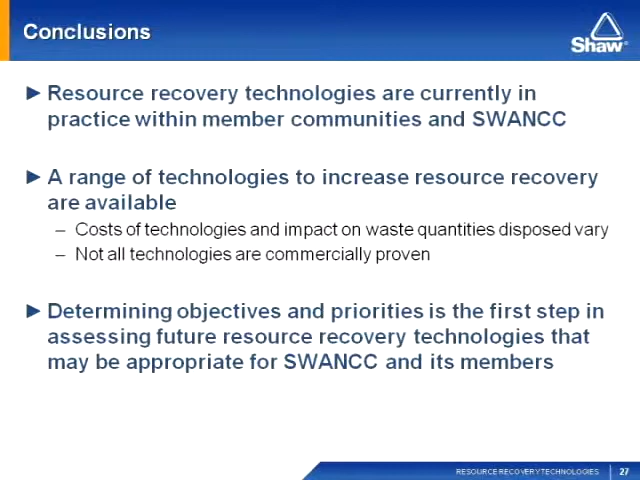 Conclusions
Shaw®
► Resource recovery technologies are currently in
practice within member communities and SWANCC
► A range of technologies to increase resource recovery
are available
– Costs of technologies and impact on waste quantities disposed vary
– Not all technologies are commercially proven
► Determining objectives and priorities is the first step in
assessing future resource recovery technologies that
may be appropriate for SWANCC and its members
RESOURCE RECOVERY TECHNOLOGIES 27